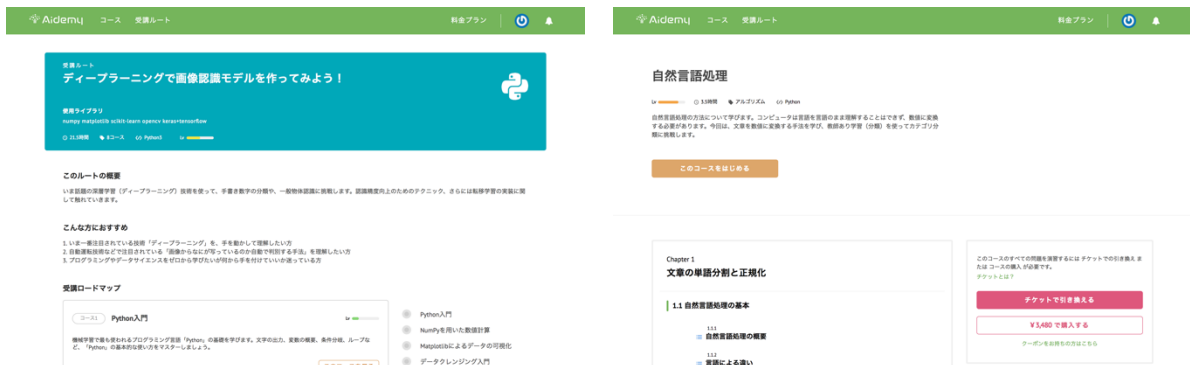 Aidemy コース 受講ルート 料金プラン
受講ルート
ディープラーニングで画像認識モデルを作ってみよう！
使用ライブラリ
numpy matplotlib scikit-learn opencv keras+tensorflow
21.5時間 8コース Python3 Lv
このルートの概要
いま話題の深層学習（ディープラーニング）技術を使って、手書き数字の分類や、一般物体認識に挑戦します。認識精度向上のためのテクニック、さらには転移学習の実装に関
して触れていきます。
こんな方におすすめ
1. いま一番注目されている技術「ディープラーニング」を、手を動かして理解したい方
2. 自動運転技術などで注目されている「画像からなにが写っているのか自動で判別する手法」を理解したい方
3. プログラミングやデータサイエンスをゼロから学びたいが何から手を付けていいか迷っている方
受講ロードマップ
コース1 Python入門 Lv
機械学習で最も使われるプログラミング言語「Python」の基礎を学びます。文字の出力、変数の概要、条件分岐、ループな
ど、「Python」の基本的な使い方をマスターしましょう。
Python入門
NumPyを用いた数値計算
Matplotlibによるデータの可視化
データクレンジング入門
Aidemy コース 受講ルート 料金プラン
自然言語処理
Lv 3.5時間 アルゴリズム Python
自然言語処理の方法について学びます。コンピュータは言語を言語のまま理解することはできず、数値に変換
する必要があります。今回は、文章を数値に変換する手法を学び、教師あり学習（分類）を使ってカテゴリ分
類に挑戦します。
このコースをはじめる
Chapter 1
文章の単語分割と正規化
1.1 自然言語処理の基本
1.1.1
自然言語処理の概要
1.1.2
言語による違い
このコースのすべての問題を演習するには チケットでの引き換え ま
たは コースの購入 が必要です。
チケットとは？
チケットで引き換える
¥3,480 で購入する
クーポンをお持ちの方はこちら